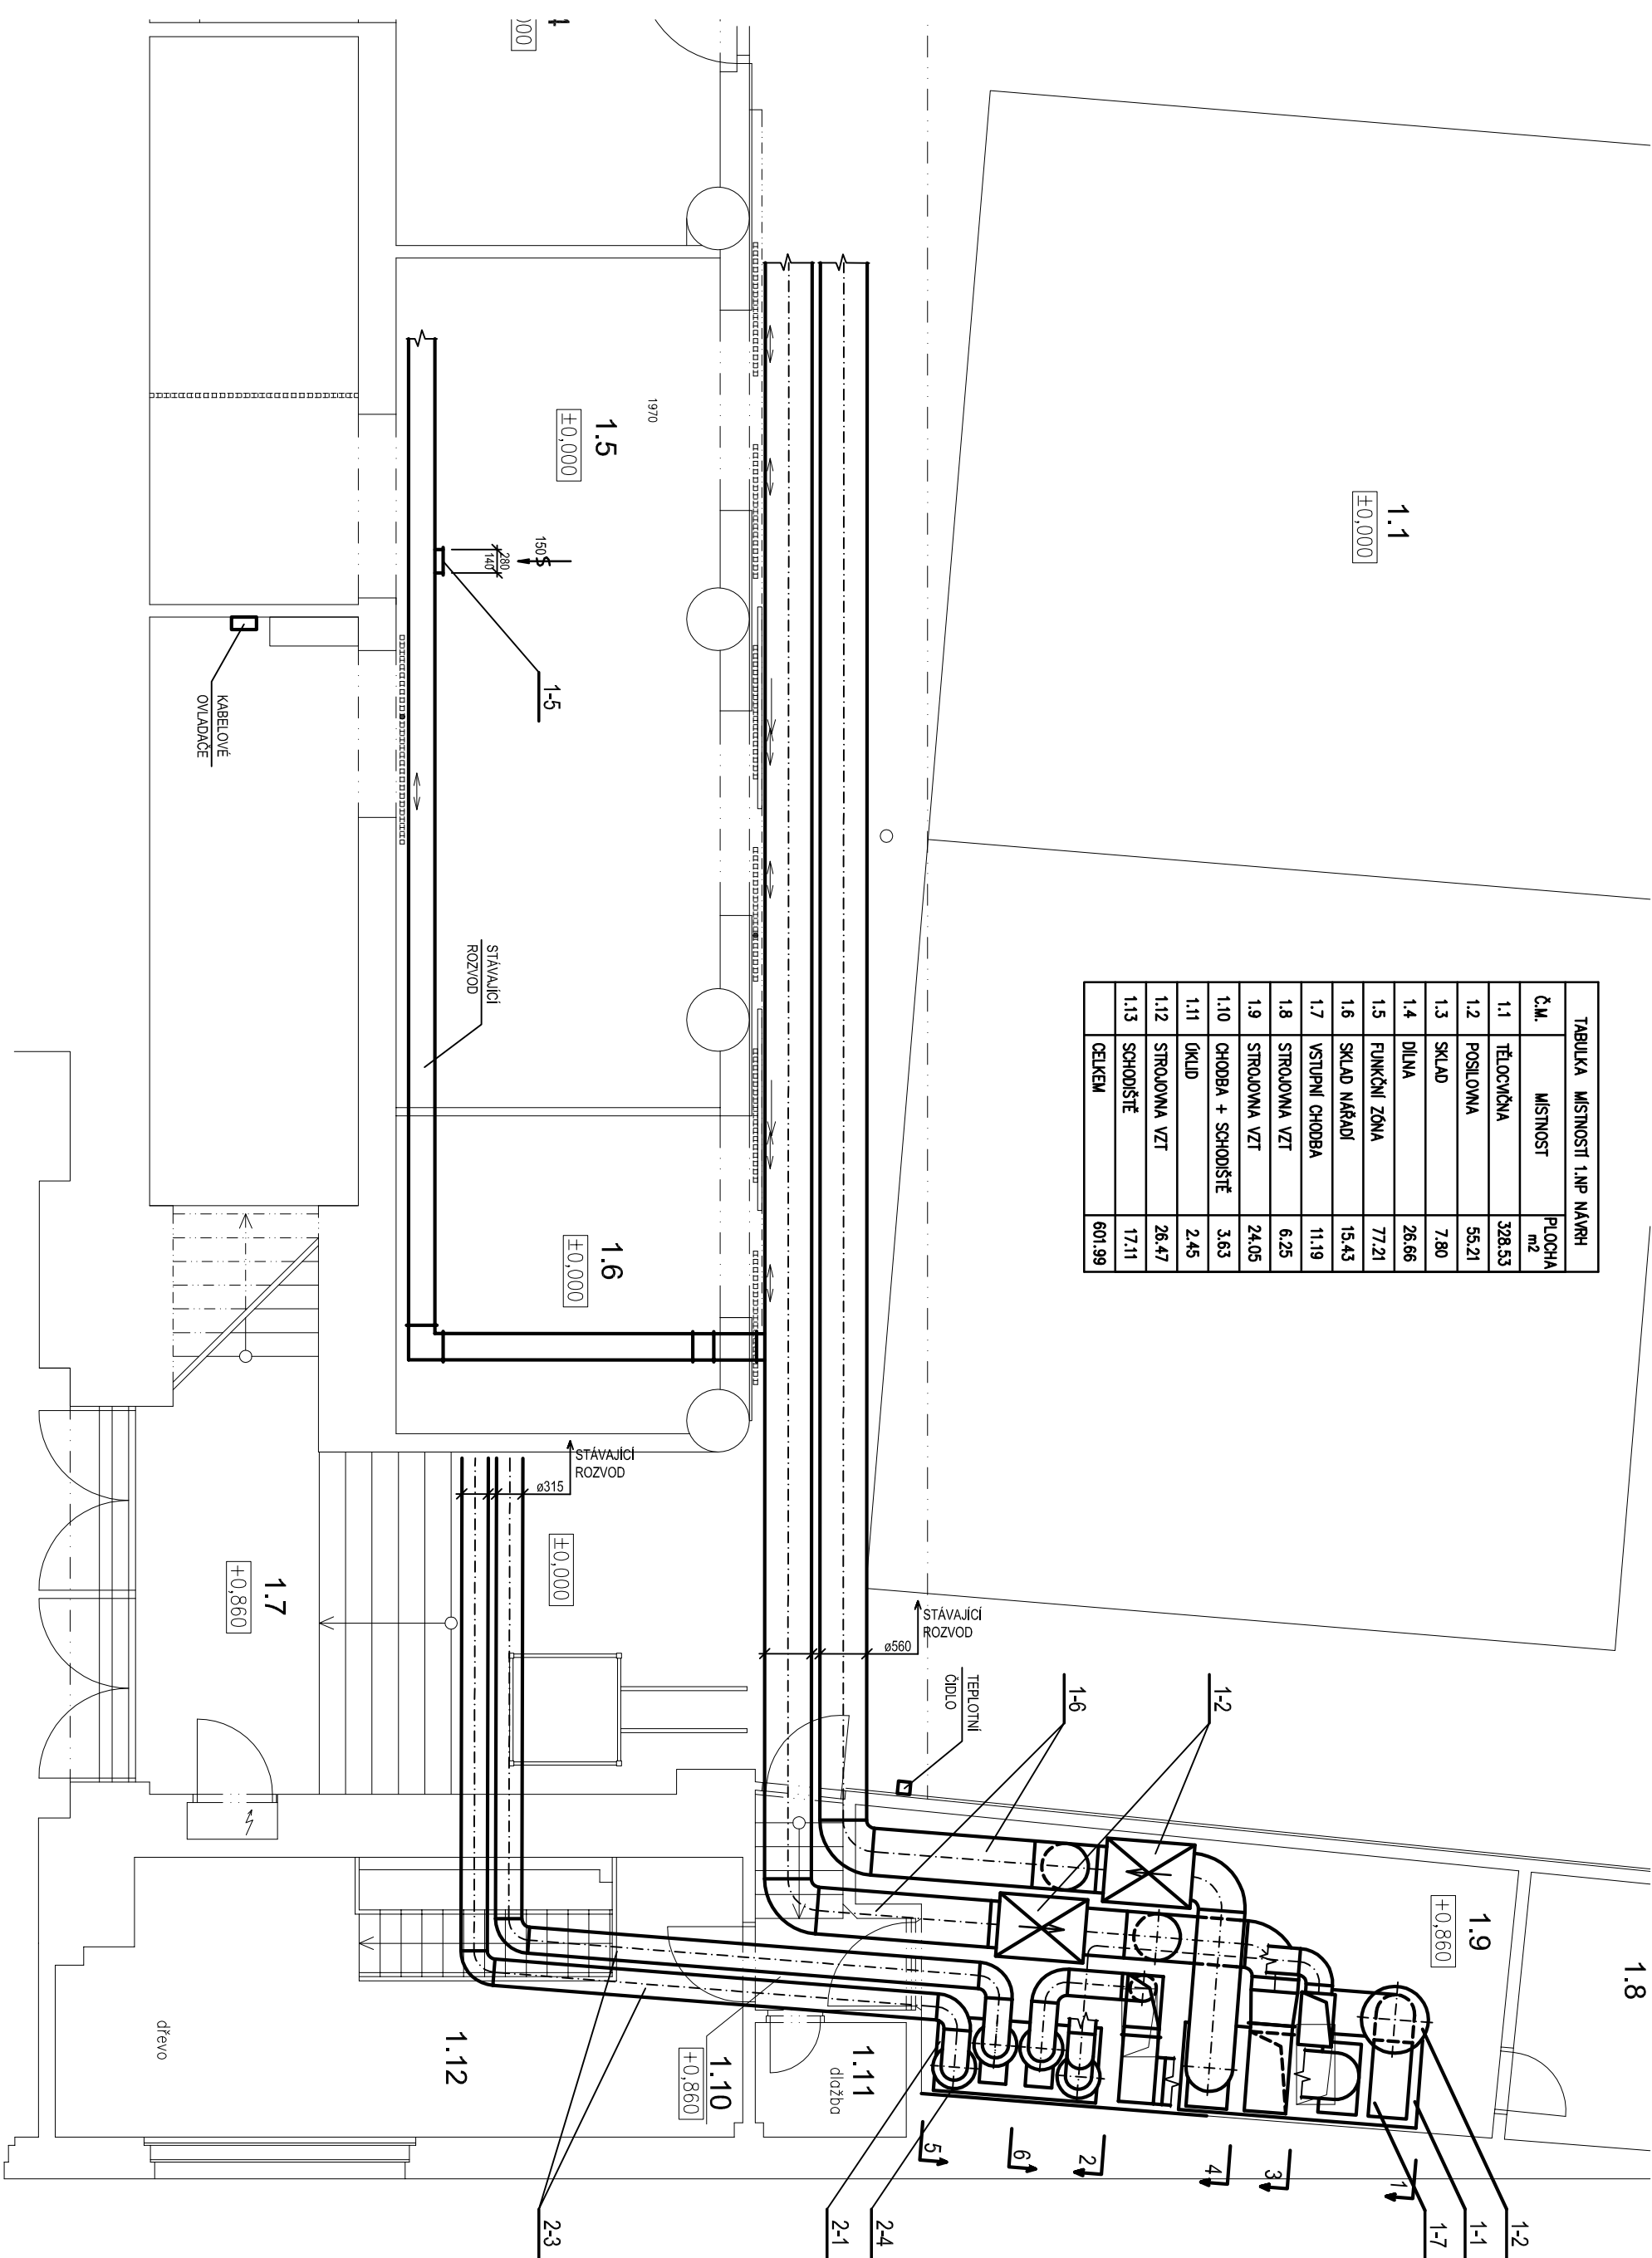 TABULKA MÍSTNOSTÍ 1.NP NÁVRH
Č.M. MÍSTNOST PLOCHA m2
1.1 TĚLOCVIČNA 328.53
1.2 POSILOVNA 55.21
1.3 SKLAD 7.80
1.4 DÍLNA 26.66
1.5 FUNKČNÍ ZÓNA 77.21
1.6 SKLAD NÁŘADÍ 15.43
1.7 VSTUPNÍ CHODBA 11.19
1.8 STROJOVNA VZT 6.25
1.9 STROJOVNA VZT 24.05
1.10 CHODBA + SCHODIŠTĚ 3.63
1.11 ÚKLID 2.45
1.12 STROJOVNA VZT 26.47
1.13 SCHODIŠTĚ 17.11
CELKEM 601.99
1.1
±0,000
1.8
1.9
+0,860
1-2
1-6
TEPLOTNÍ
ČIDLO
STÁVAJÍCÍ
ROZVOD
ø560
1970
1.5
±0,000
150
280
140
1-5
STÁVAJÍCÍ
ROZVOD
KABELOVÉ
OVLADAČE
1.6
±0,000
STÁVAJÍCÍ
ROZVOD
ø315
±0,000
1.7
+0,860
1.11
dlažba
1.10
+0,860
1.12
dřevo
1
3
4
2
6
5
1-2
1-1
1-7
2-4
2-1
2-3